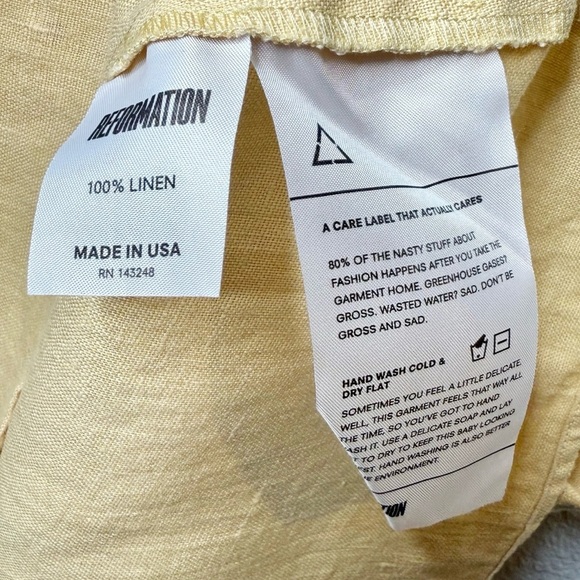 REFORMATION
100% LINEN
MADE IN USA
RN 143248
A CARE LABEL THAT ACTUALLY CARES
80% OF THE NASTY STUFF ABOUT
FASHION HAPPENS AFTER YOU TAKE THE
GARMENT HOME. GREENHOUSE GASES?
GROSS. WASTED WATER? SAD. DON'T BE
GROSS AND SAD.
HAND WASH COLD &
DRY FLAT
SOMETIMES YOU FEEL A LITTLE DELICATE.
WELL, THIS GARMENT FEELS THAT WAY ALL
THE TIME, SO YOU'VE GOT TO HAND
ASH IT. USE A DELICATE SOAP AND LAY
TO DRY TO KEEP THIS BABY LOOKING
EST. HAND WASHING IS ALSO BETTER
E ENVIRONMENT.
TION